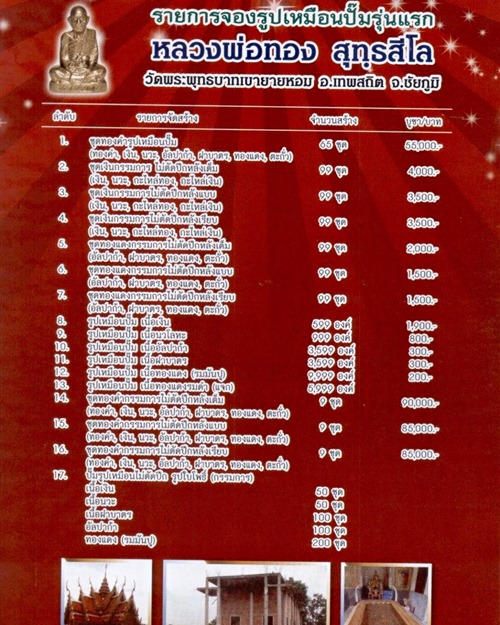 รายการจองรูปเหมือนปั๊มรุ่นแรก
หลวงพ่อทอง สุทฺธสีโล
วัดพระพุทธบาทเขายายหอม อ.เทพสถิต จ.ชัยภูมิ
ลำดับ รายการจัดสร้าง จำนวนสร้าง บูชา/บาท
1. ชุดทองคำรูปเหมือนปั๊ม 65 ชุด 55,000.-
(ทองคำ, เงิน, นวะ, อัลปาก้า, ฝาบาตร, ทองแดง, ตะกั่ว)
2. ชุดเงินกรรมการ ไม่ตัดปีกหลังเต็ม 99 ชุด 4,000.-
(เงิน, นวะ, กะไหล่ทอง, กะไหล่เงิน)
3. ชุดเงินกรรมการไม่ตัดปีกหลังแบบ 99 ชุด 3,500.-
(เงิน, นวะ, กะไหล่ทอง, กะไหล่เงิน)
4. ชุดเงินกรรมการไม่ตัดปีกหลังเรียบ 99 ชุด 3,500.-
(เงิน, นวะ, กะไหล่ทอง, กะไหล่เงิน)
5. ชุดทองแดงกรรมการไม่ตัดปีกหลังเต็ม 99 ชุด 2,000.-
(อัลปาก้า, ฝาบาตร, ทองแดง, ตะกั่ว)
6. ชุดทองแดงกรรมการไม่ตัดปีกหลังแบบ 99 ชุด 1,500.-
(อัลปาก้า, ฝาบาตร, ทองแดง, ตะกั่ว)
7. ชุดทองแดงกรรมการไม่ตัดปีกหลังเรียบ 99 ชุด 1,500.-
(อัลปาก้า, ฝาบาตร, ทองแดง, ตะกั่ว)
8. รูปเหมือนปั๊ม เนื้อเงิน 599 องค์ 1,900.-
9. รูปเหมือนปั๊ม เนื้อนวโลหะ 999 องค์ 800.-
10. รูปเหมือนปั๊ม เนื้ออัลปาก้า 3,599 องค์ 300.-
11. รูปเหมือนปั๊ม เนื้อฝาบาตร 3,599 องค์ 300.-
12. รูปเหมือนปั๊ม เนื้อทองแดง (รมมันปู) 9,999 องค์ 200.-
13. รูปเหมือนปั๊ม เนื้อทองแดงรมดำ (แจก) 5,999 องค์
14. ชุดทองคำกรรมการไม่ตัดปีกหลังเต็ม 9 ชุด 90,000.-
(ทองคำ, เงิน, นวะ, อัลปาก้า, ฝาบาตร, ทองแดง, ตะกั่ว)
15. ชุดทองคำกรรมการไม่ตัดปีกหลังแบบ 9 ชุด 85,000.-
(ทองคำ, เงิน, นวะ, อัลปาก้า, ฝาบาตร, ทองแดง, ตะกั่ว)
16. ชุดทองคำกรรมการไม่ตัดปีกหลังเรียบ 9 ชุด 85,000.-
(ทองคำ, เงิน, นวะ, อัลปาก้า, ฝาบาตร, ทองแดง, ตะกั่ว)
17. ปั๊มรูปเหมือนไม่ตัดปีก รูปใบโพธิ์ (กรรมการ)
เนื้อเงิน 50 ชุด
เนื้อนวะ 50 ชุด
เนื้อฝาบาตร 100 ชุด
อัลปาก้า 100 ชุด
ทองแดง (รมมันปู) 200 ชุด